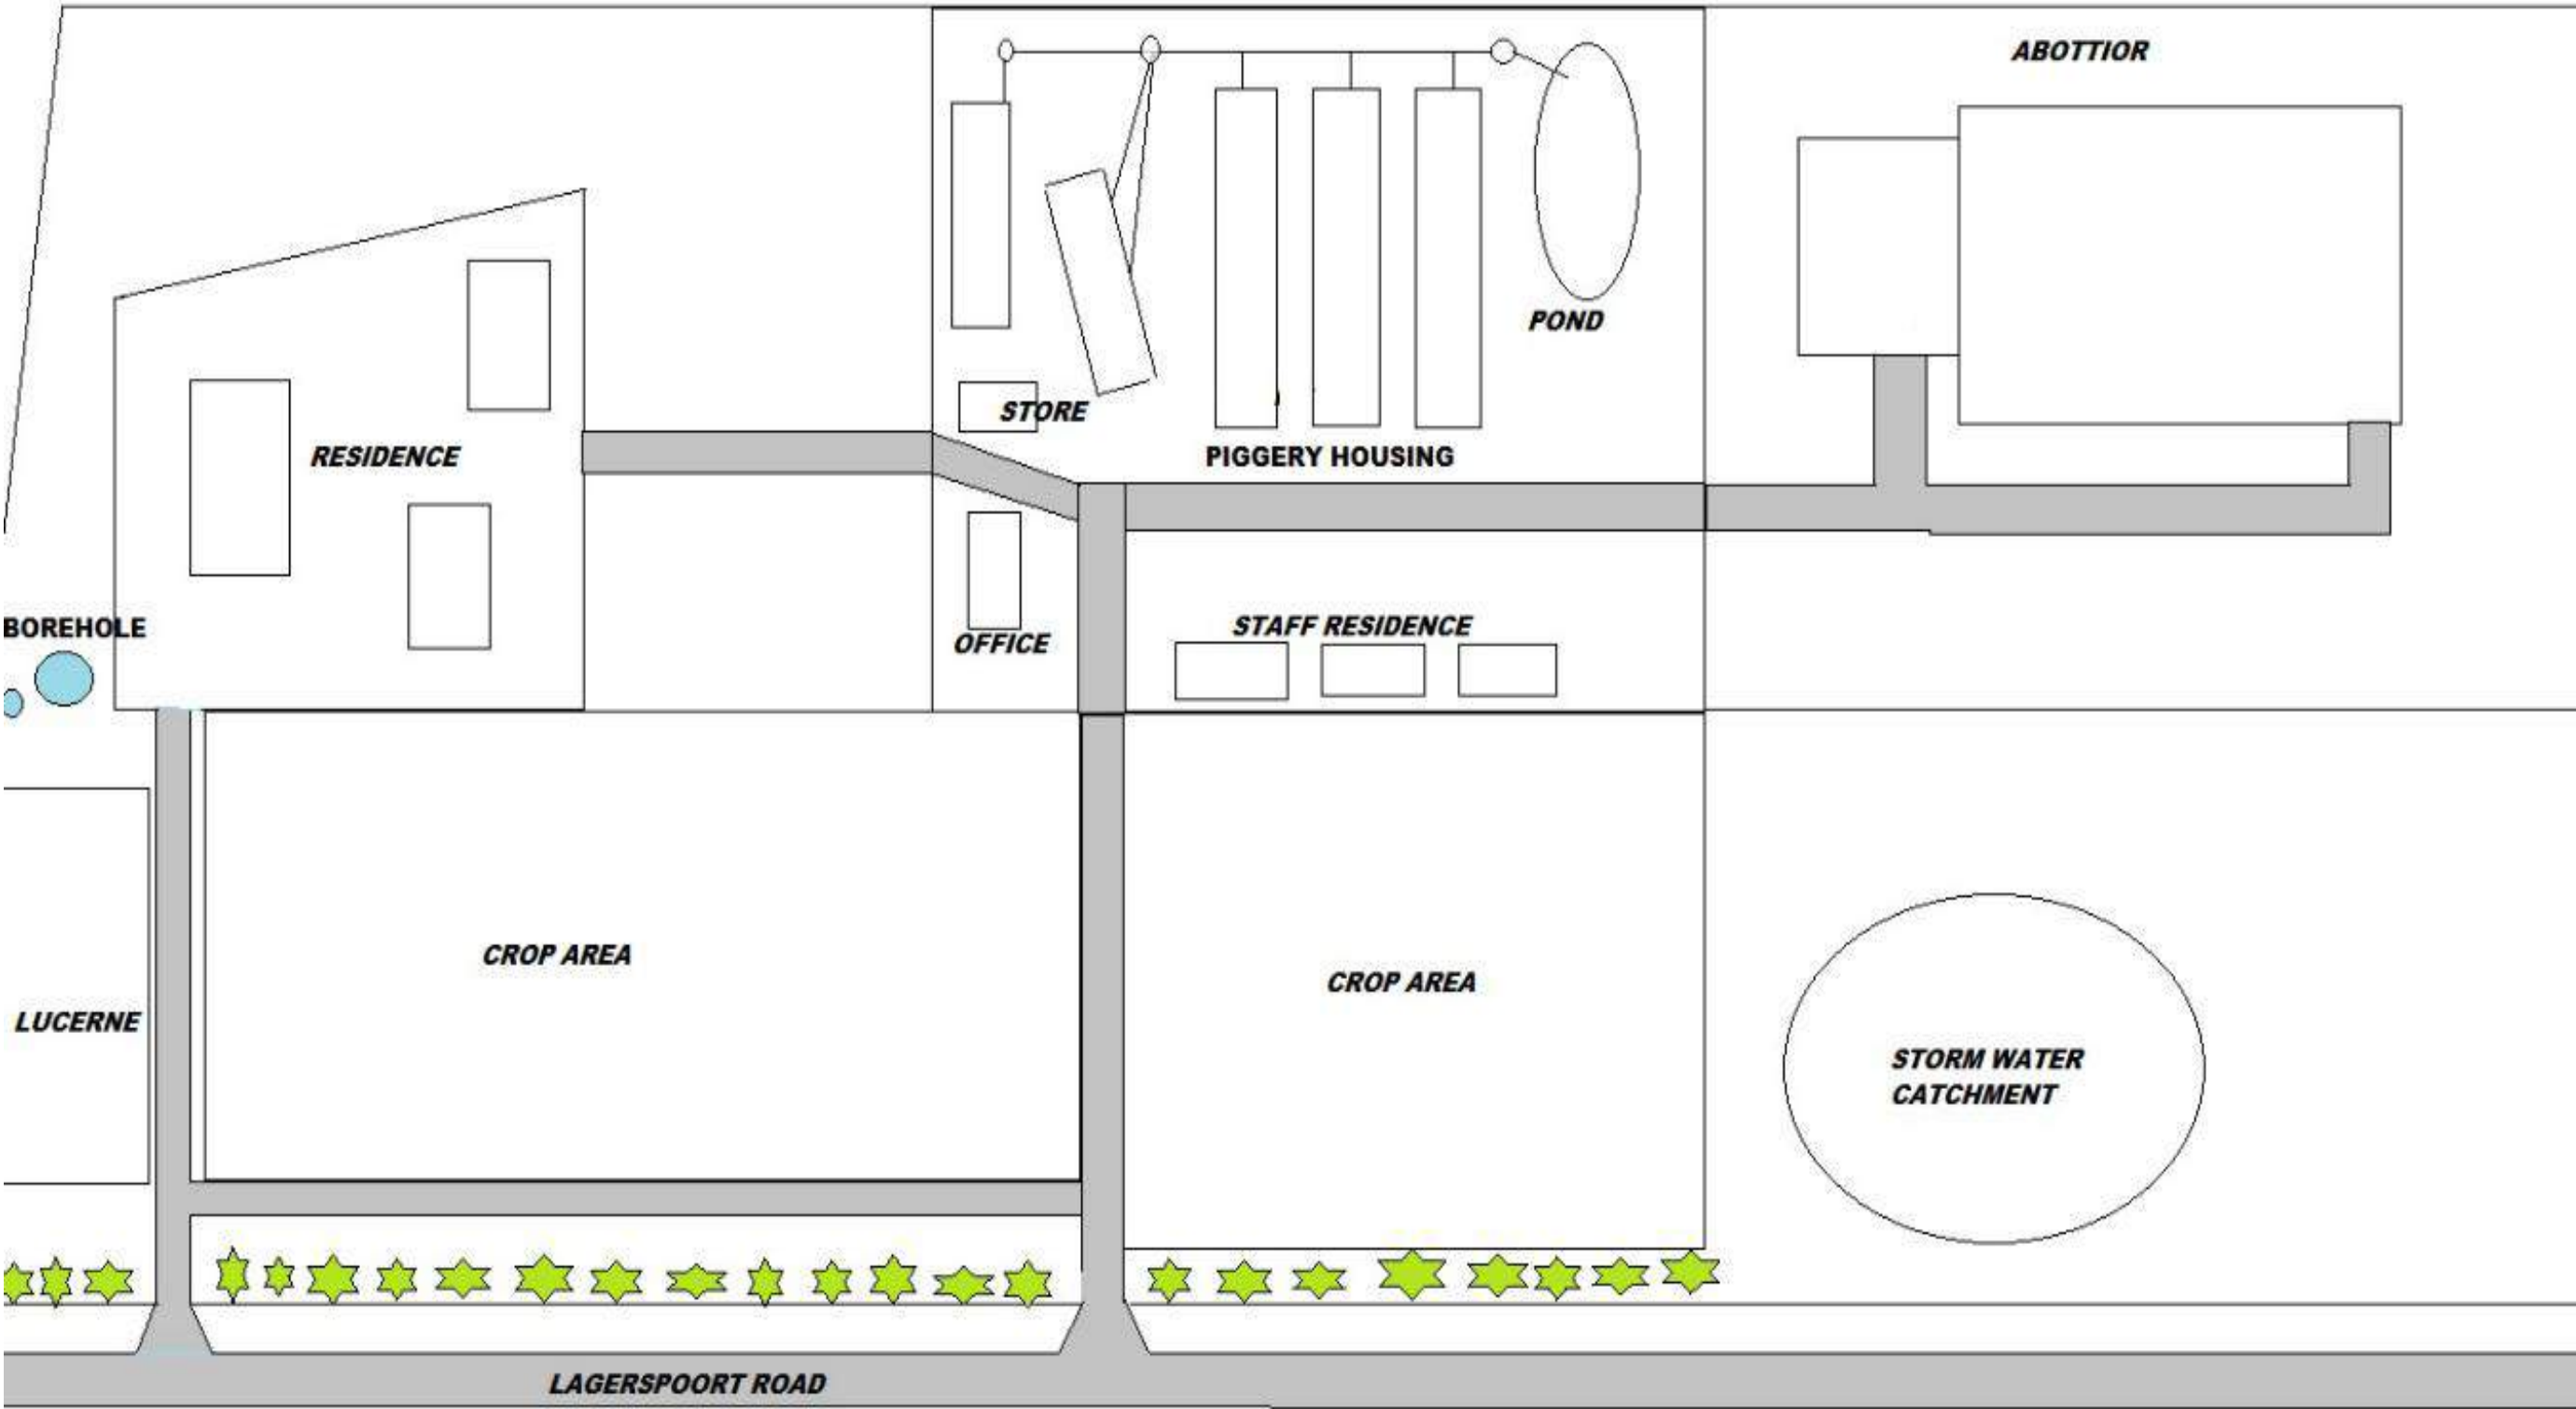 ABOTTIOR
POND
STORE
RESIDENCE
PIGGERY HOUSING
BOREHOLE
STAFF RESIDENCE
OFFICE
CROP AREA
CROP AREA
LUCERNE
STORM WATER
CATCHMENT
LAGERSPOORT ROAD